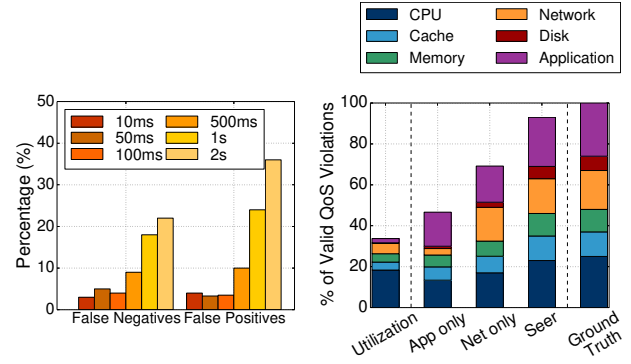 CPU
Cache
Memory
Network
Disk
Application
Percentage (%)
50
40
30
20
10
0
10ms
50ms
100ms
500ms
1s
2s
False Negatives
False Positives
% of Valid QoS Violations
100
80
60
40
20
0
Utilization
App only
Net only
Seer
Ground
Truth